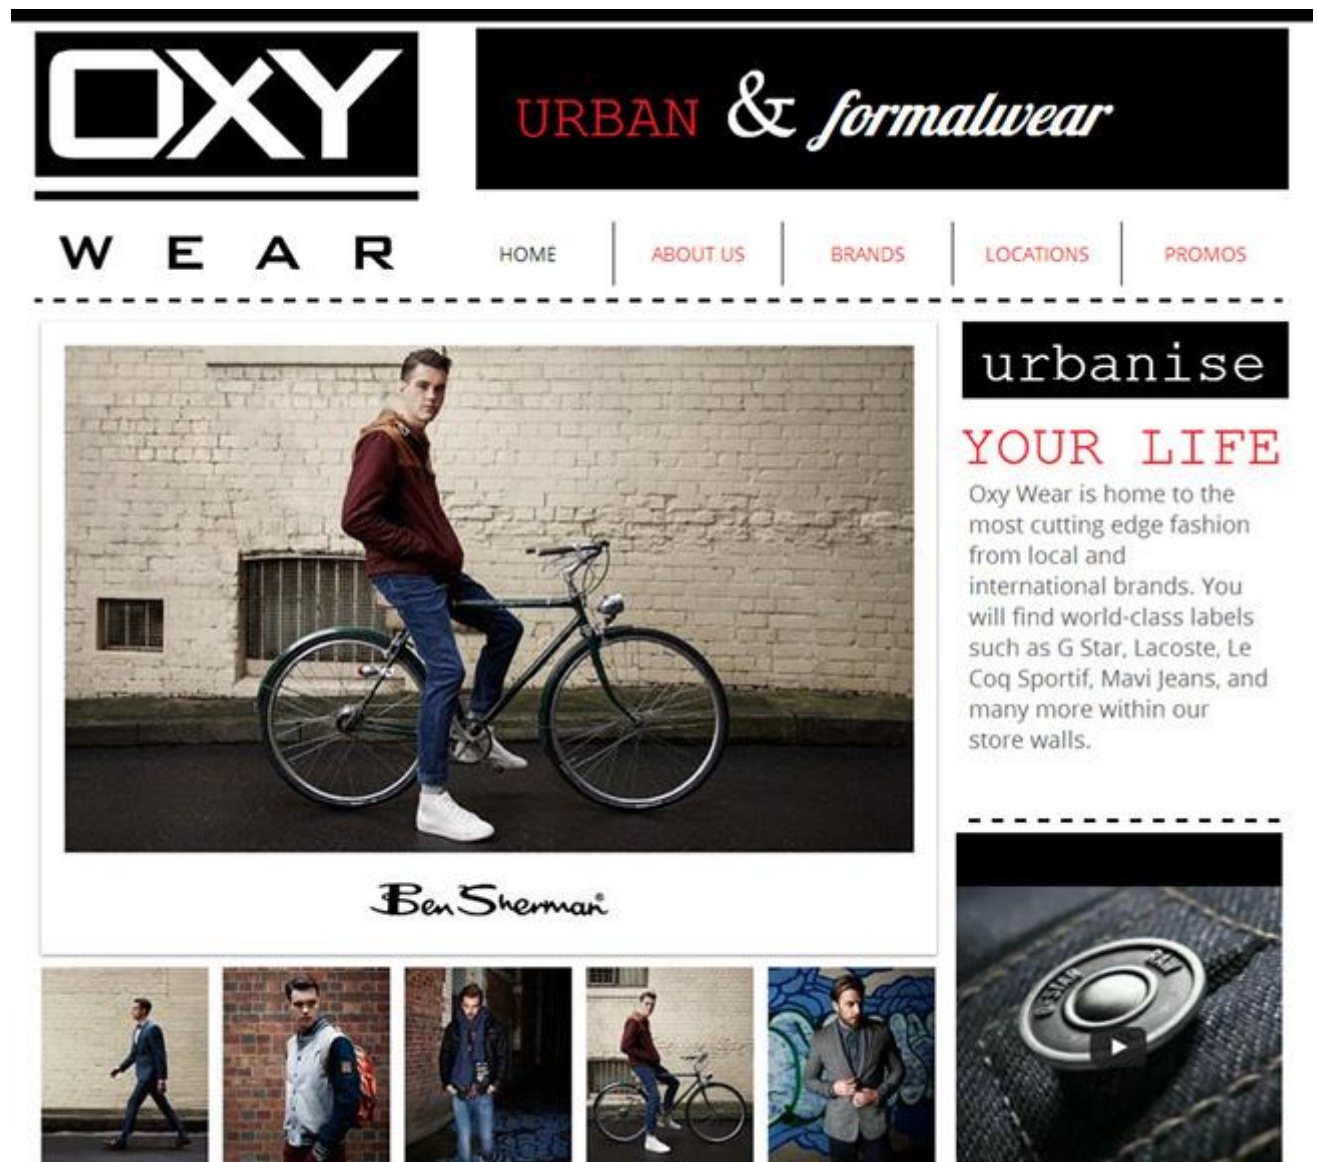 OXY
WEAR
URBAN & formalwear
HOME
ABOUT US
BRANDS
LOCATIONS
PROMOS
urbanise
YOUR LIFE
Oxy Wear is home to the
most cutting edge fashion
from local and
international brands. You
will find world-class labels
such as G Star, Lacoste, Le
Coq Sportif, Mavi Jeans, and
many more within our
store walls.
Ben Sherman®
G-STAR RAW